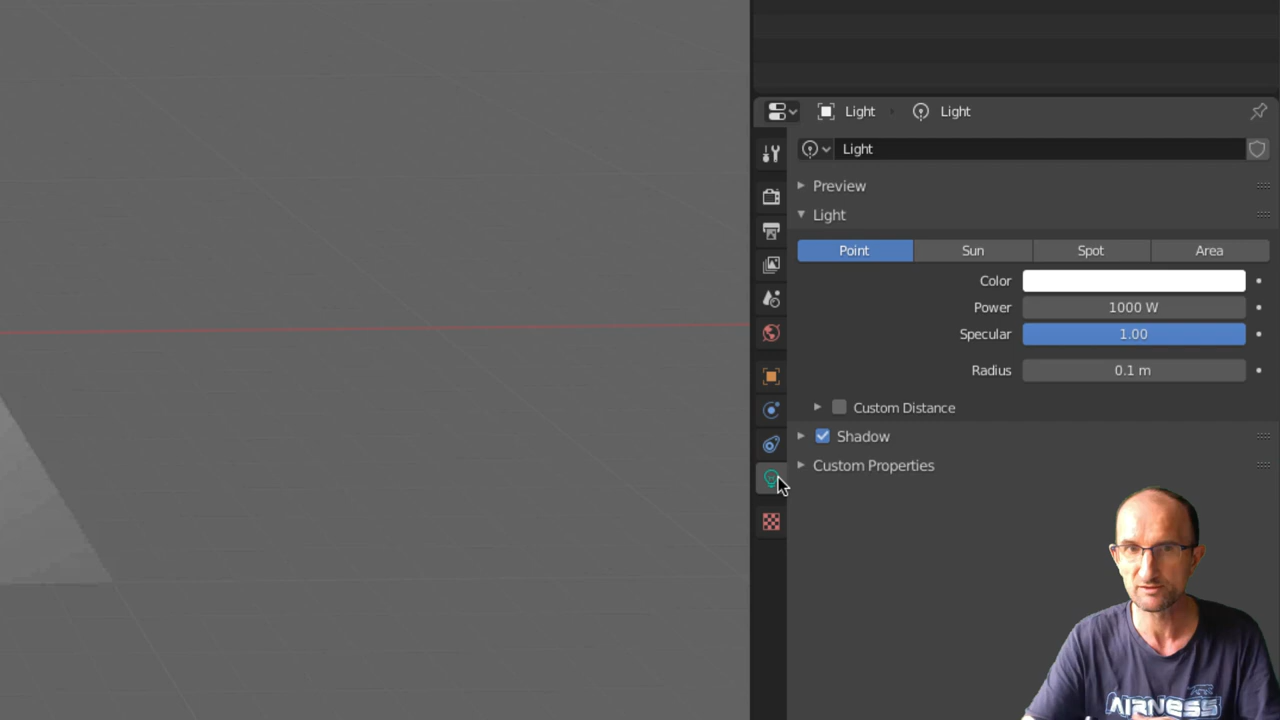 Light Light
Light
Preview
Light
Point Sun Spot Area
Color
Power 1000 W
Specular 1.00
Radius 0.1 m
Custom Distance
Shadow
Custom Properties
AIRNESS